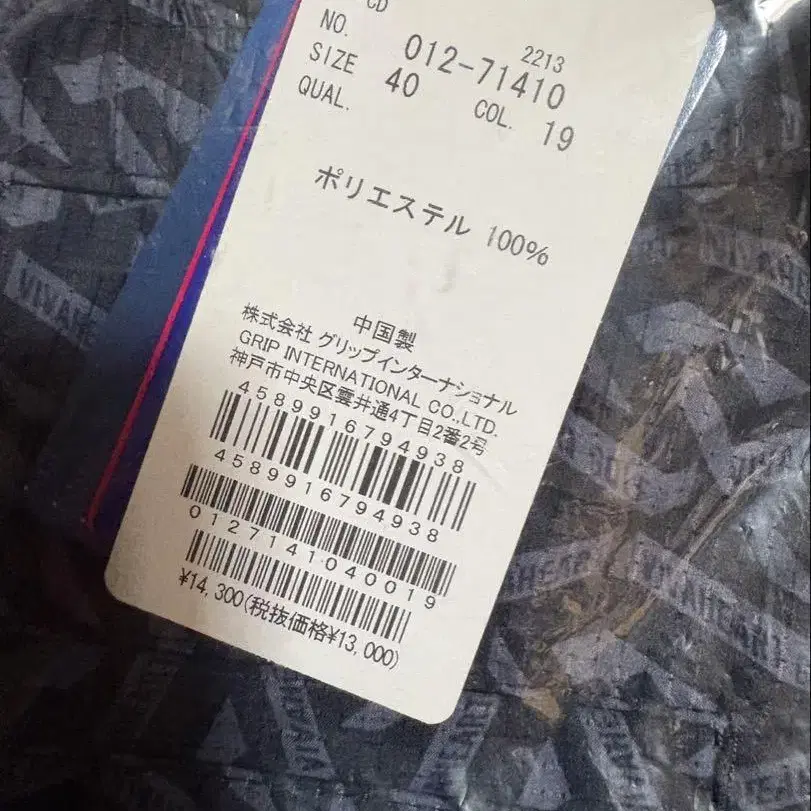 CD
2213
NO. 012-71410
SIZE 40 COL. 19
QUAL.
ポリエステル 100%
中国製
株式会社 グリップインターナショナル
GRIP INTERNATIONAL CO.,LTD.
神戸市中央区雲井通4丁目2番2号
4589916794938
4589916794938
0127141040019
¥14,300(税抜価格¥13,000)
VIVAHEART